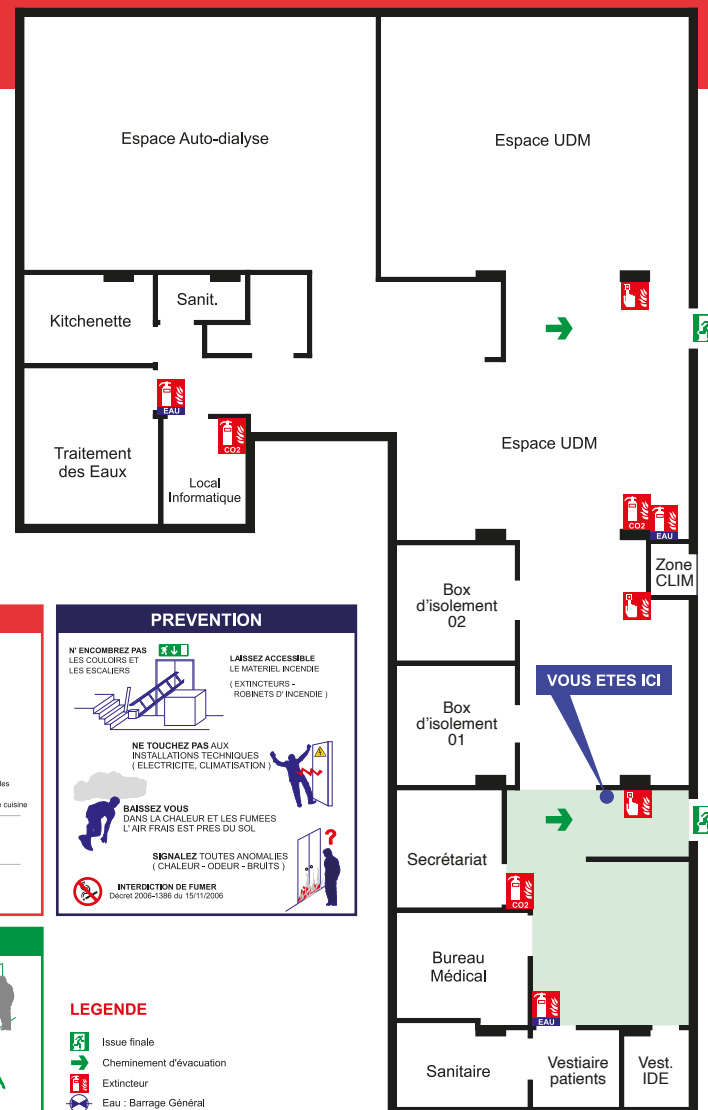 Espace Auto-dialyse
Espace UDM
Kitchenette
Sanit.
EAU
CO2
Traitement
des Eaux
Local
Informatique
Espace UDM
CO2
EAU
Zone
CLIM
Box
d'isolement
02
VOUS ETES ICI
Box
d'isolement
01
Secrétariat
CO2
Bureau
Médical
EAU
Sanitaire
Vestiaire
patients
Vest.
IDE
des
e cuisine
PREVENTION
N' ENCOMBREZ PAS
LES COULOIRS ET
LES ESCALIERS
LAISSEZ ACCESSIBLE
LE MATERIEL INCENDIE
( EXTINCTEURS -
ROBINETS D' INCENDIE )
NE TOUCHEZ PAS AUX
INSTALLATIONS TECHNIQUES
( ELECTRICITE, CLIMATISATION )
BAISSEZ VOUS
DANS LA CHALEUR ET LES FUMEES
L' AIR FRAIS EST PRES DU SOL
SIGNALEZ TOUTES ANOMALIES
( CHALEUR - ODEUR - BRUITS )
?
INTERDICTION DE FUMER
Décret 2006-1386 du 15/11/2006
A
LEGENDE
Issue finale
Cheminement d'évacuation
Extincteur
Eau : Barrage Général